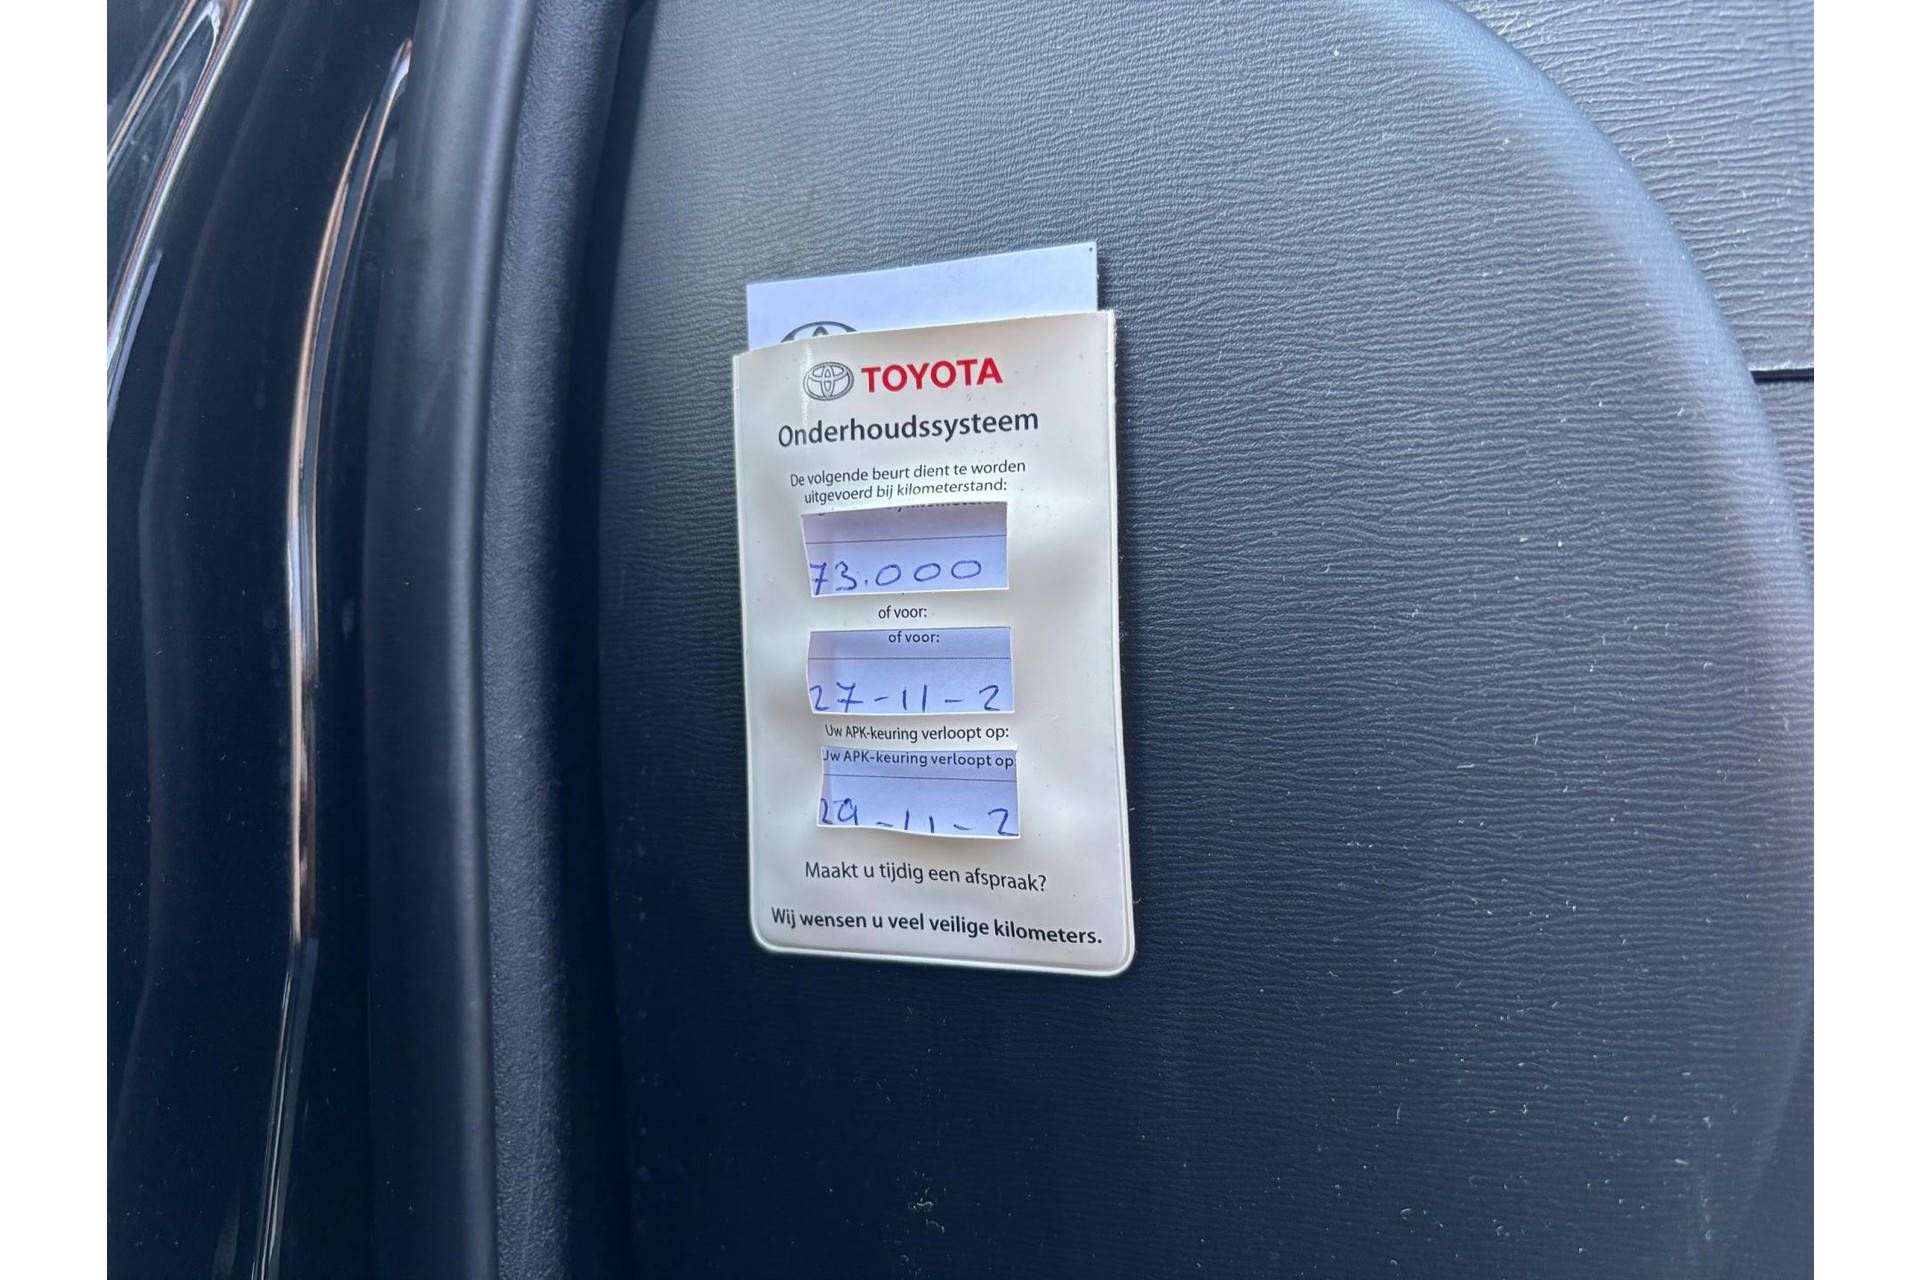 TOYOTA
Onderhoudssysteem
De volgende beurt dient te worden
uitgevoerd bij kilometerstand:
73.000
of voor:
of voor:
27-11-2
Uw APK-keuring verloopt op:
Uw APK-keuring verloopt op
29-11-2
Maakt u tijdig een afspraak?
Wij wensen u veel veilige kilometers.